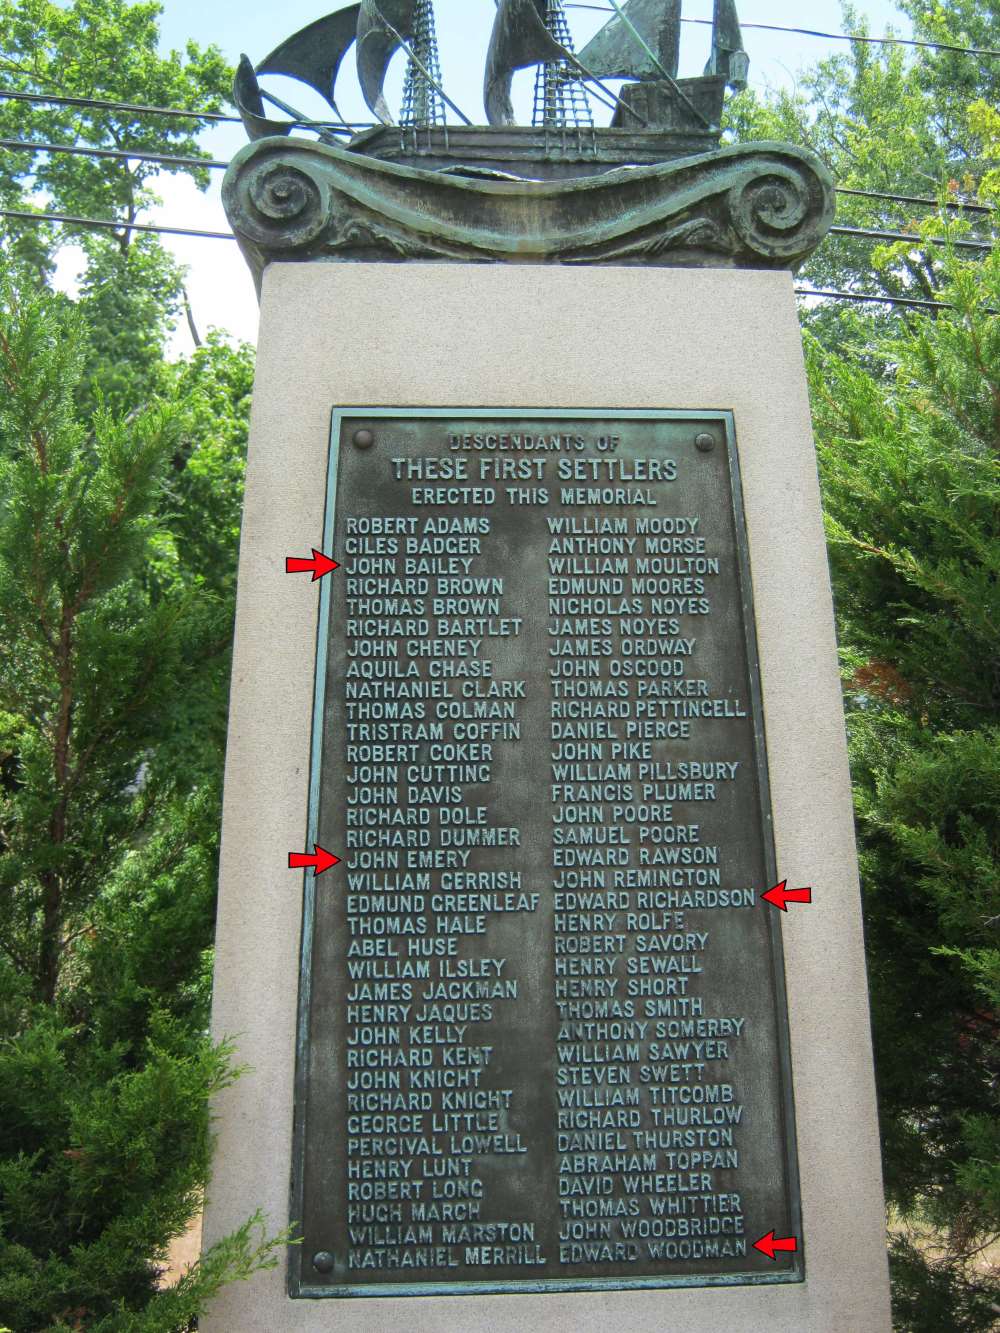 DESCENDANTS OF
THESE FIRST SETTLERS
ERECTED THIS MEMORIAL
ROBERT ADAMS
GILES BADGER
JOHN BAILEY
RICHARD BROWN
THOMAS BROWN
RICHARD BARTLET
JOHN CHENEY
AQUILA CHASE
NATHANIEL CLARK
THOMAS COLMAN
TRISTRAM COFFIN
ROBERT COKER
JOHN CUTTING
JOHN DAVIS
RICHARD DOLE
RICHARD DUMMER
JOHN EMERY
WILLIAM GERRISH
EDMUND GREENLEAF
THOMAS HALE
ABEL HUSE
WILLIAM ILSLEY
JAMES JACKMAN
HENRY JAQUES
JOHN KELLY
RICHARD KENT
JOHN KNIGHT
RICHARD KNIGHT
GEORGE LITTLE
PERCIVAL LOWELL
HENRY LUNT
ROBERT LONG
HUGH MARCH
WILLIAM MARSTON
NATHANIEL MERRILL
WILLIAM MOODY
ANTHONY MORSE
WILLIAM MOULTON
EDMUND MOORES
NICHOLAS NOYES
JAMES NOYES
JAMES ORDWAY
JOHN OSGOOD
THOMAS PARKER
RICHARD PETTINGELL
DANIEL PIERCE
JOHN PIKE
WILLIAM PILLSBURY
FRANCIS PLUMER
JOHN POORE
SAMUEL POORE
EDWARD RAWSON
JOHN REMINGTON
EDWARD RICHARDSON
HENRY ROLFE
ROBERT SAVORY
HENRY SEWALL
HENRY SHORT
THOMAS SMITH
ANTHONY SOMERBY
WILLIAM SAWYER
STEVEN SWETT
WILLIAM TITCOMB
RICHARD THURLOW
DANIEL THURSTON
ABRAHAM TOPPAN
DAVID WHEELER
THOMAS WHITTIER
JOHN WOODBRIDGE
EDWARD WOODMAN